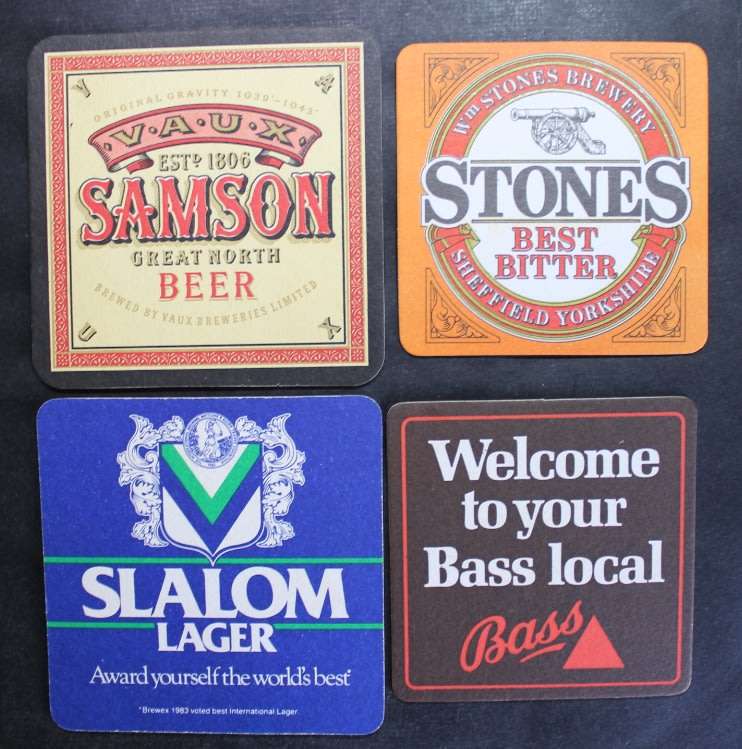 V A
ORIGINAL GRAVITY 1039°-1043°
V·A·U·X
ESTD 1806
SAMSON
GREAT NORTH
BEER
BREWED BY VAUX BREWERIES LIMITED
U X
Wm STONES BREWERY
STONES
BEST
BITTER
SHEFFIELD YORKSHIRE
SLALOM
LAGER
Award yourself the world's best*
*Brewex 1983 voted best International Lager.
Welcome
to your
Bass local
Bass